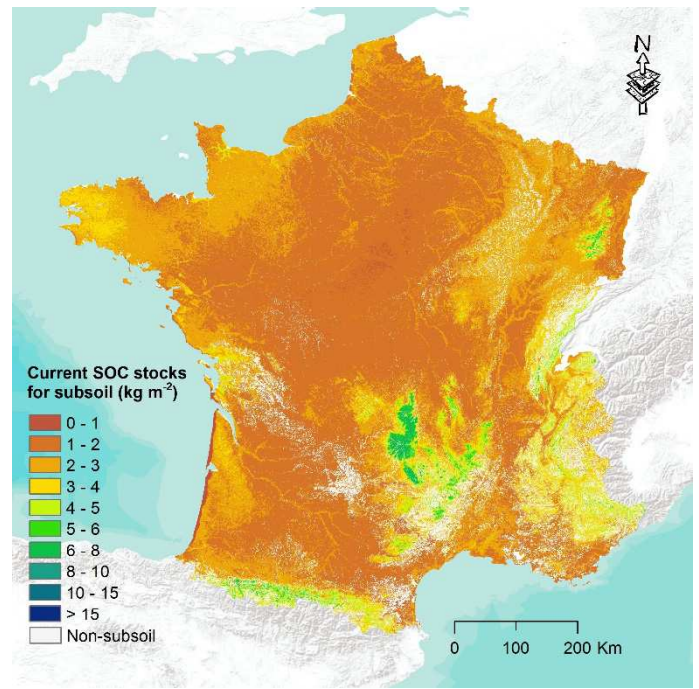 N
Current SOC stocks
for subsoil (kg m⁻²)
0 - 1
1 - 2
2 - 3
3 - 4
4 - 5
5 - 6
6 - 8
8 - 10
10 - 15
> 15
Non-subsoil
0 100 200 Km